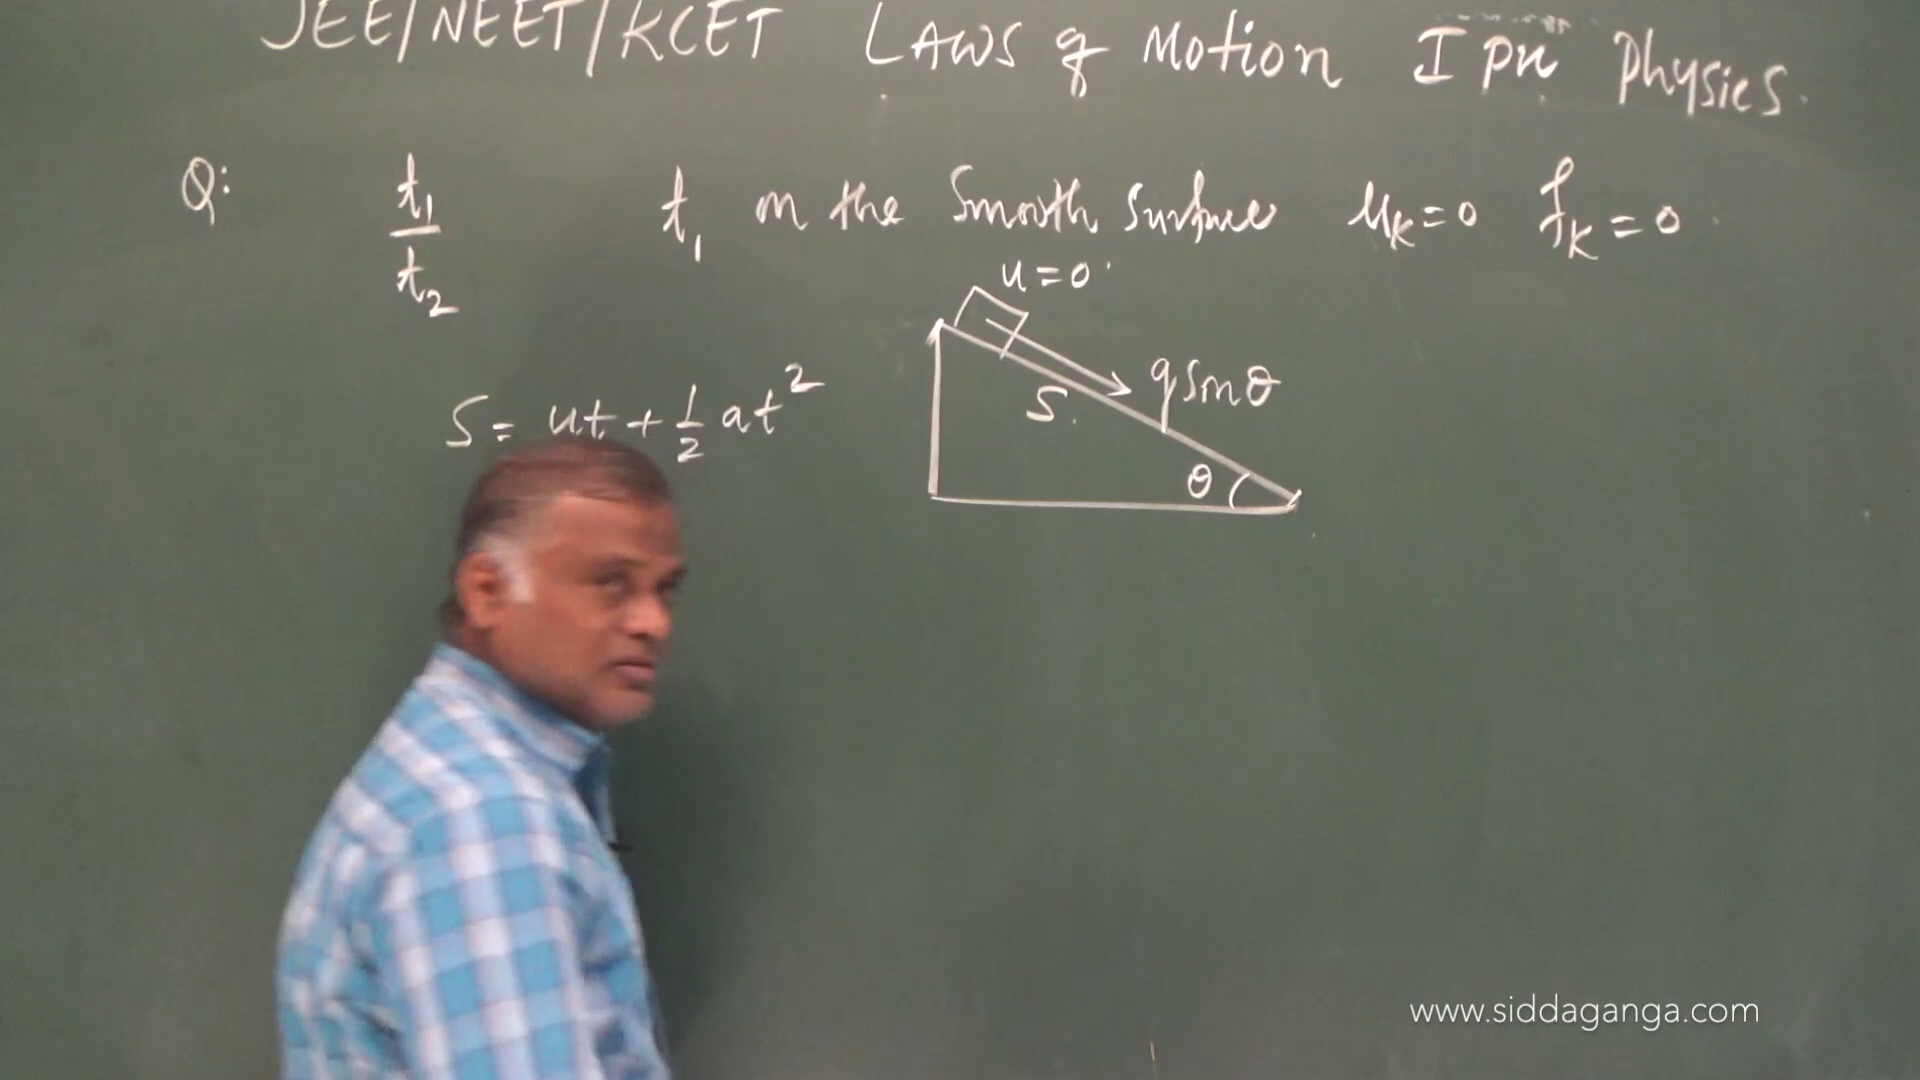 JEE/NEET/KCET LAWS of Motion I PU Physics.
Q: t₁/t₂ t₁ on the Smooth Surface μₖ=0 fₖ=0
u=0
S = ut + 1/2 at²
g sinθ
S
θ
www.siddaganga.com